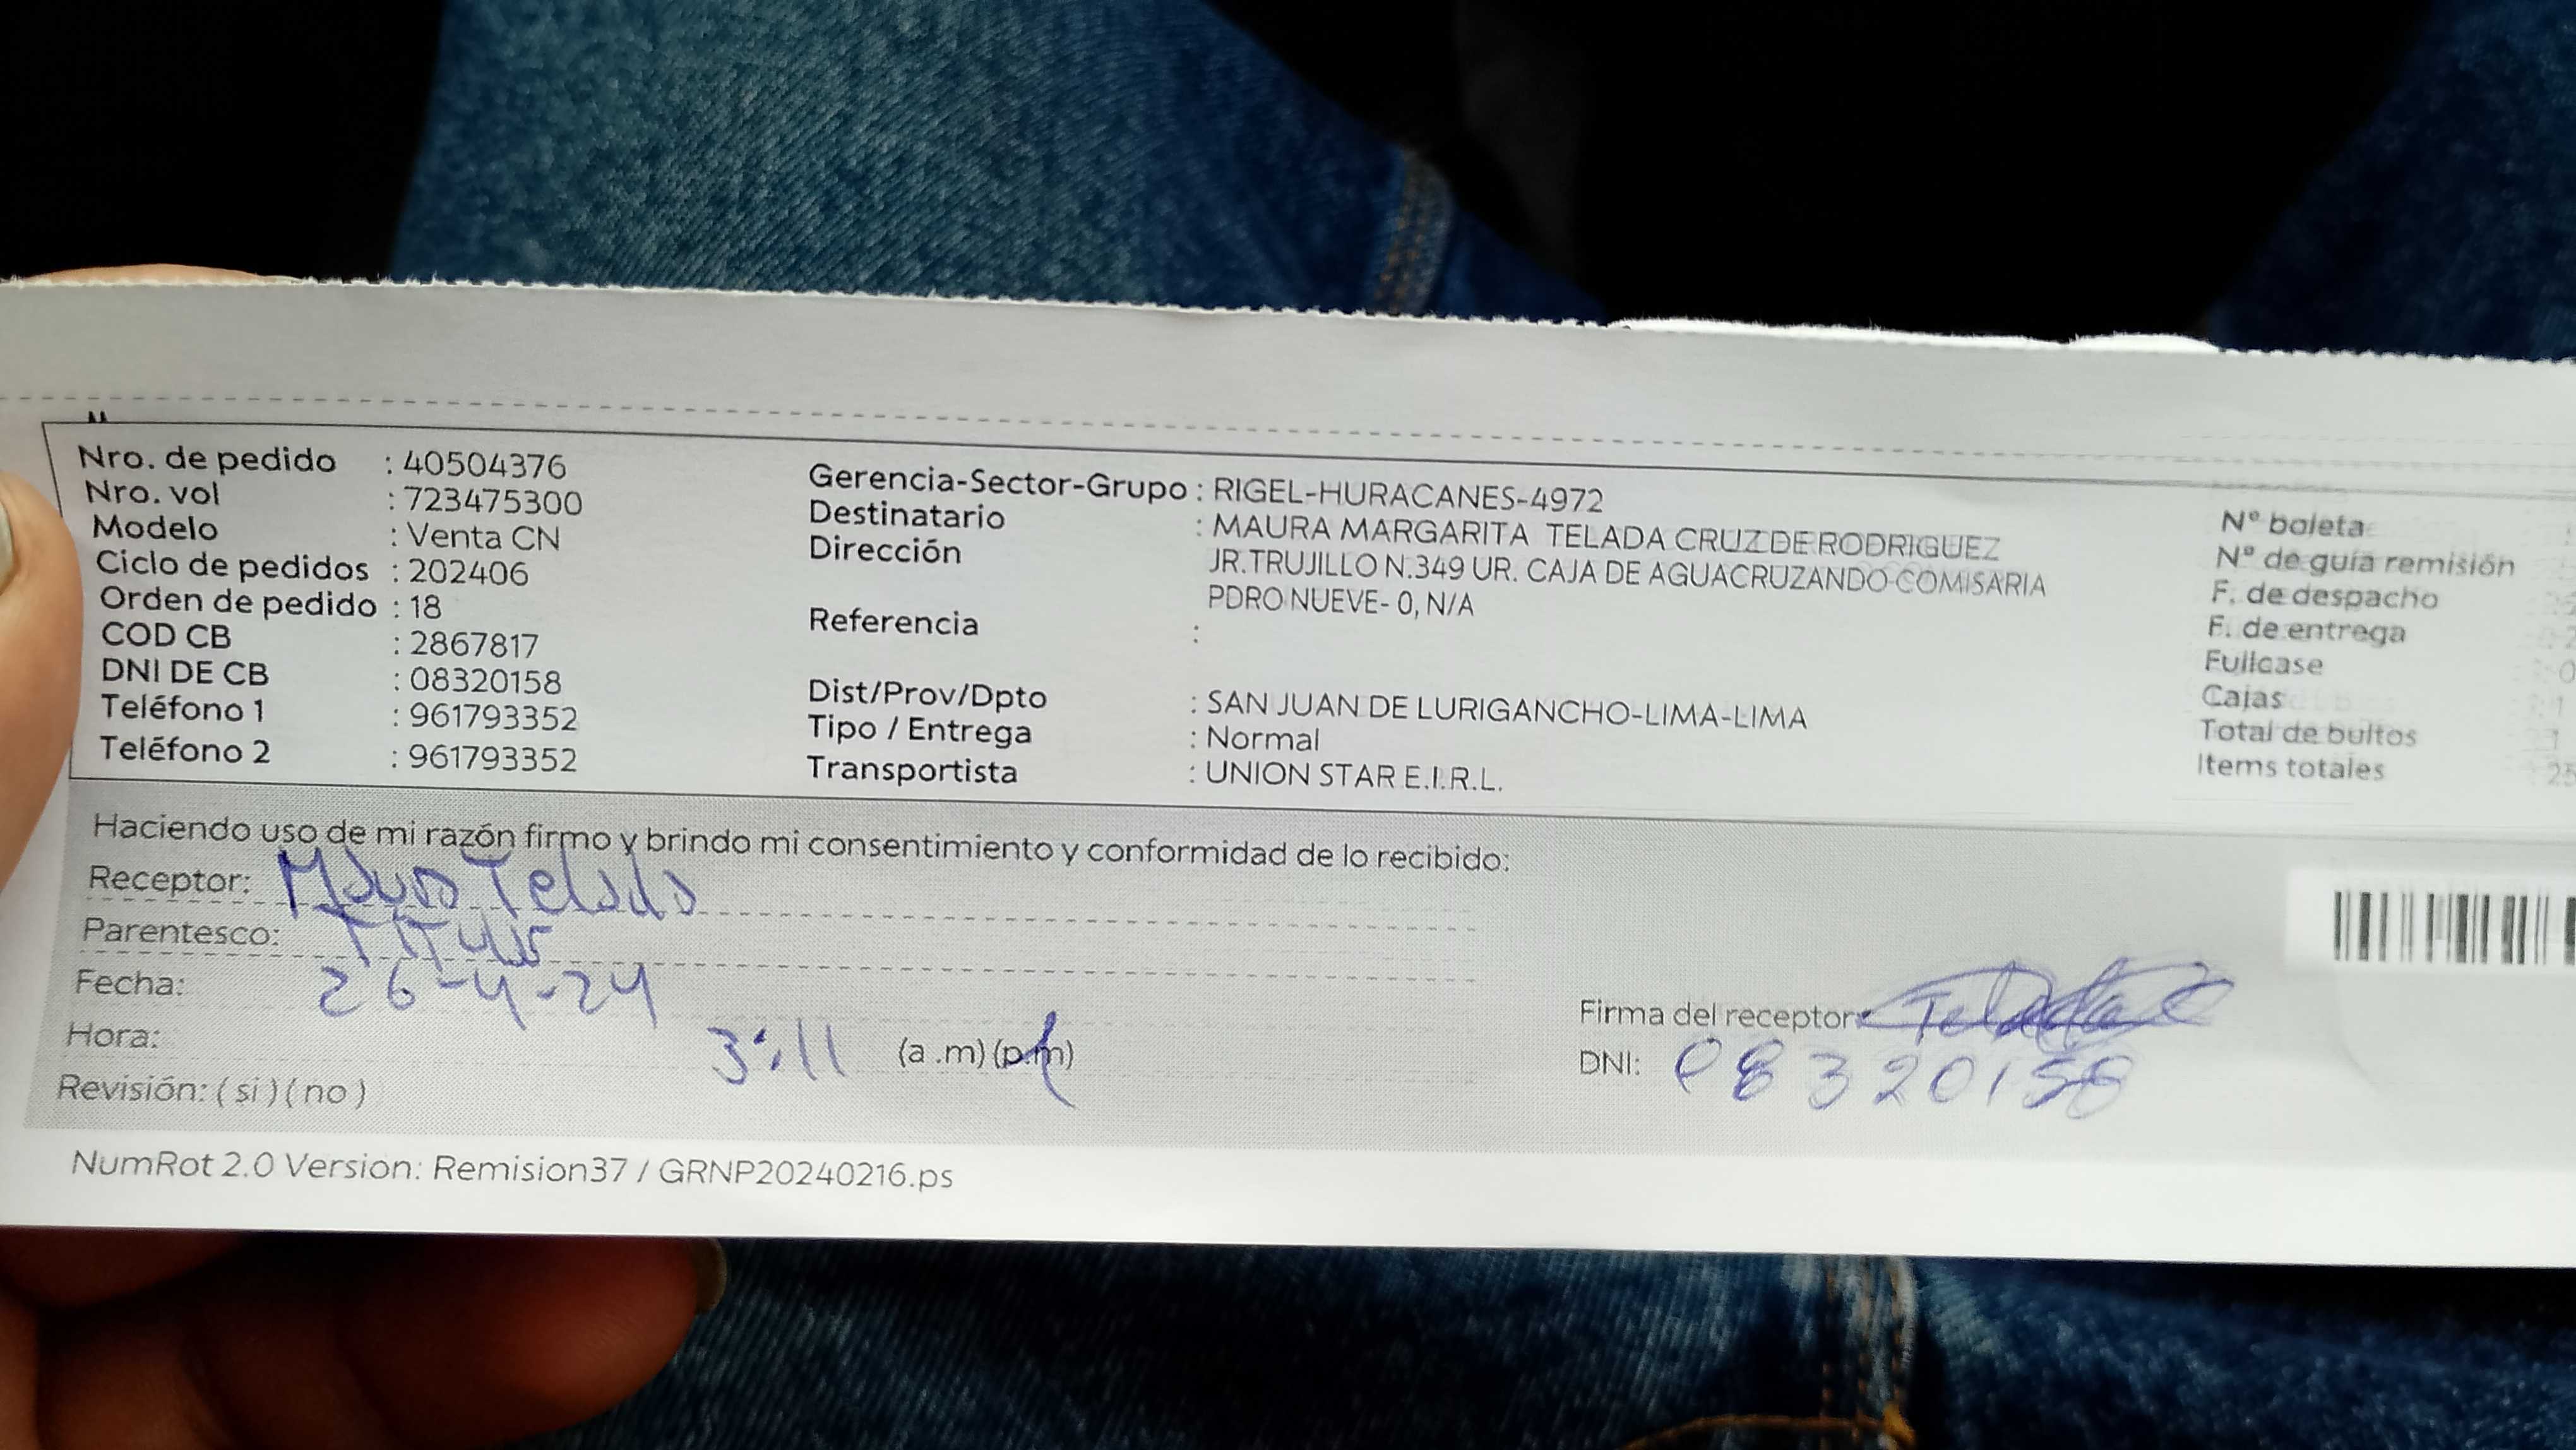 Nro. de pedido : 40504376
Nro. vol : 723475300
Modelo : Venta CN
Ciclo de pedidos : 202406
Orden de pedido : 18
COD CB : 2867817
DNI DE CB : 08320158
Teléfono 1 : 961793352
Teléfono 2 : 961793352
Gerencia-Sector-Grupo : RIGEL-HURACANES-4972
Destinatario : MAURA MARGARITA TELADA CRUZ DE RODRIGUEZ
Dirección JR.TRUJILLO N.349 UR. CAJA DE AGUACRUZANDO COMISARIA
PDRO NUEVE- 0, N/A
Referencia :
Dist/Prov/Dpto : SAN JUAN DE LURIGANCHO-LIMA-LIMA
Tipo / Entrega : Normal
Transportista : UNION STAR E.I.R.L.
N° boleta
N° de guía remisión
F. de despacho
F. de entrega
Fullcase
Cajas
Total de bultos
Items totales
Haciendo uso de mi razón firmo y brindo mi consentimiento y conformidad de lo recibido:
Receptor: Maura Telada
Parentesco: TITULAR
Fecha: 26-4-24
Hora: 3:11 (a .m) (p.m)
Revisión: ( si ) ( no )
Firma del receptor Telada
DNI: 08320158
NumRot 2.0 Version: Remision37 / GRNP20240216.ps